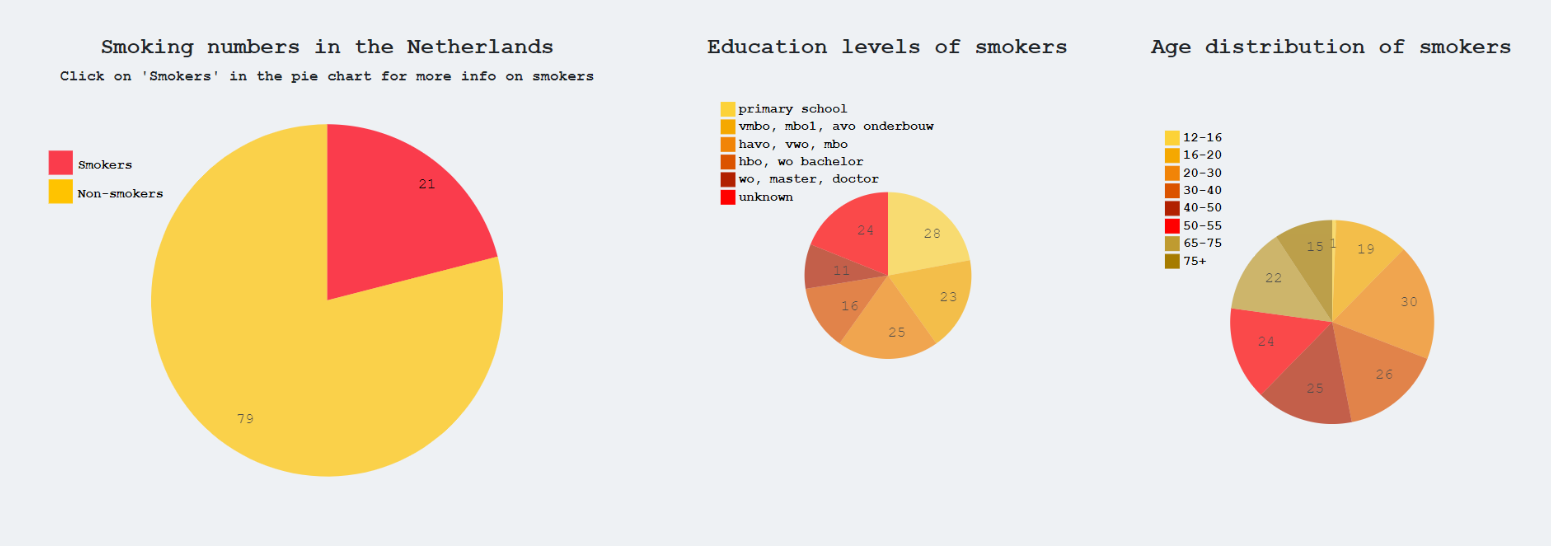 Smoking numbers in the Netherlands
Click on 'Smokers' in the pie chart for more info on smokers
Smokers
Non-smokers
21
79
Education levels of smokers
primary school
vmbo, mbo1, avo onderbouw
havo, vwo, mbo
hbo, wo bachelor
wo, master, doctor
unknown
28
23
25
16
11
24
Age distribution of smokers
12-16
16-20
20-30
30-40
40-50
50-55
65-75
75+
1
19
30
26
25
24
22
15